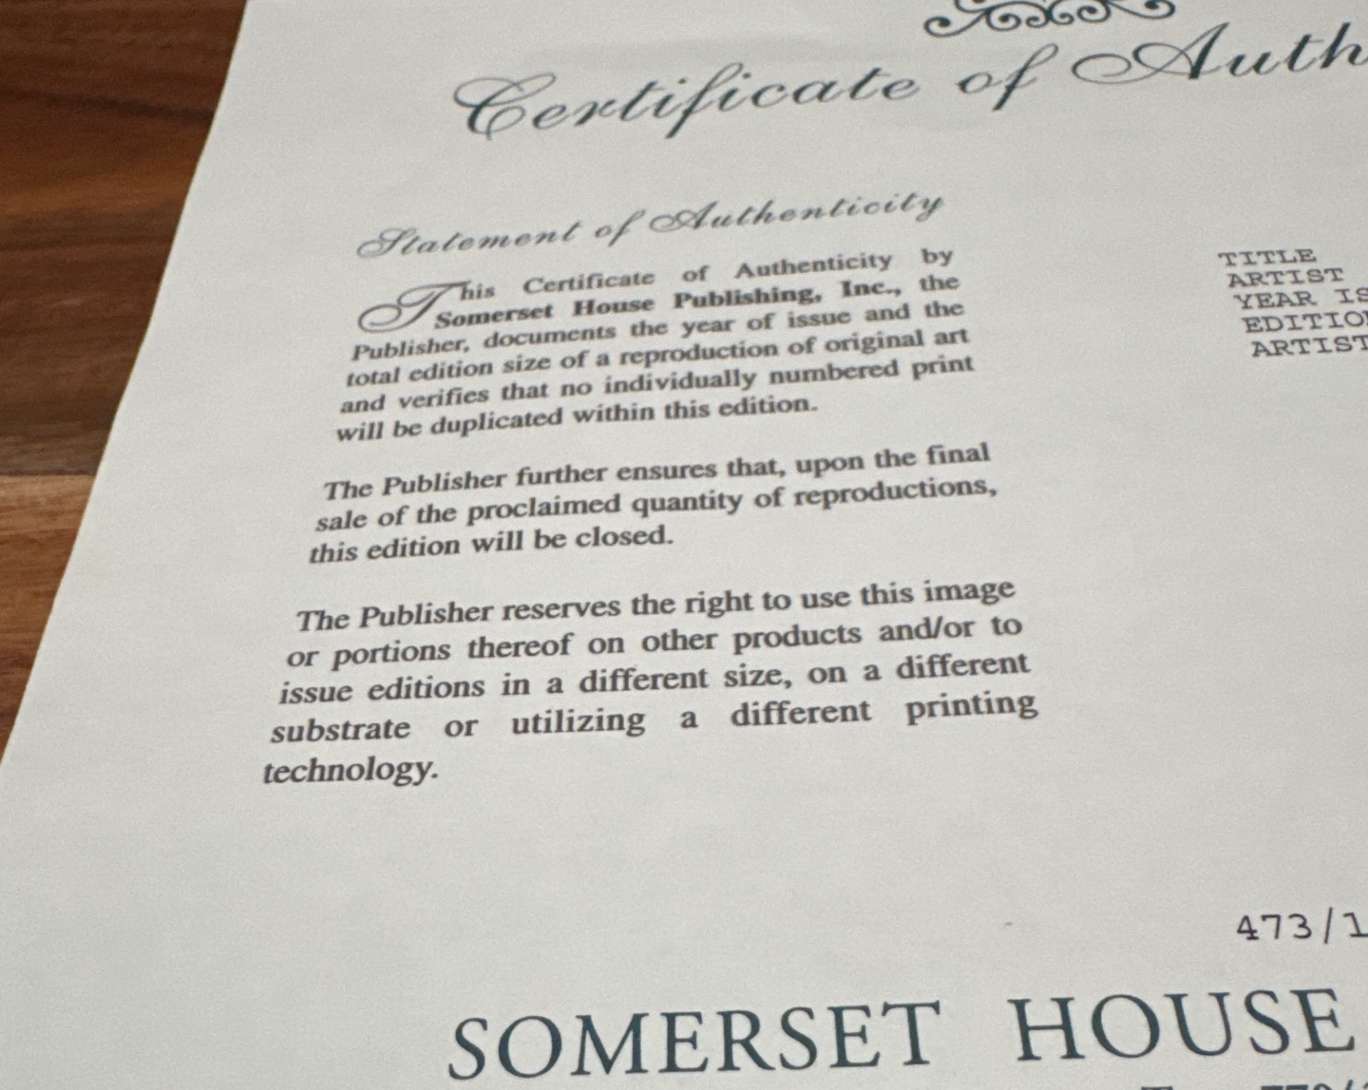 Certificate of Auth
Statement of Authenticity
This Certificate of Authenticity by
Somerset House Publishing, Inc., the
Publisher, documents the year of issue and the
total edition size of a reproduction of original art
and verifies that no individually numbered print
will be duplicated within this edition.
The Publisher further ensures that, upon the final
sale of the proclaimed quantity of reproductions,
this edition will be closed.
The Publisher reserves the right to use this image
or portions thereof on other products and/or to
issue editions in a different size, on a different
substrate or utilizing a different printing
technology.
TITLE
ARTIST
YEAR IS
EDITIO
ARTIST
473/1
SOMERSET HOUSE